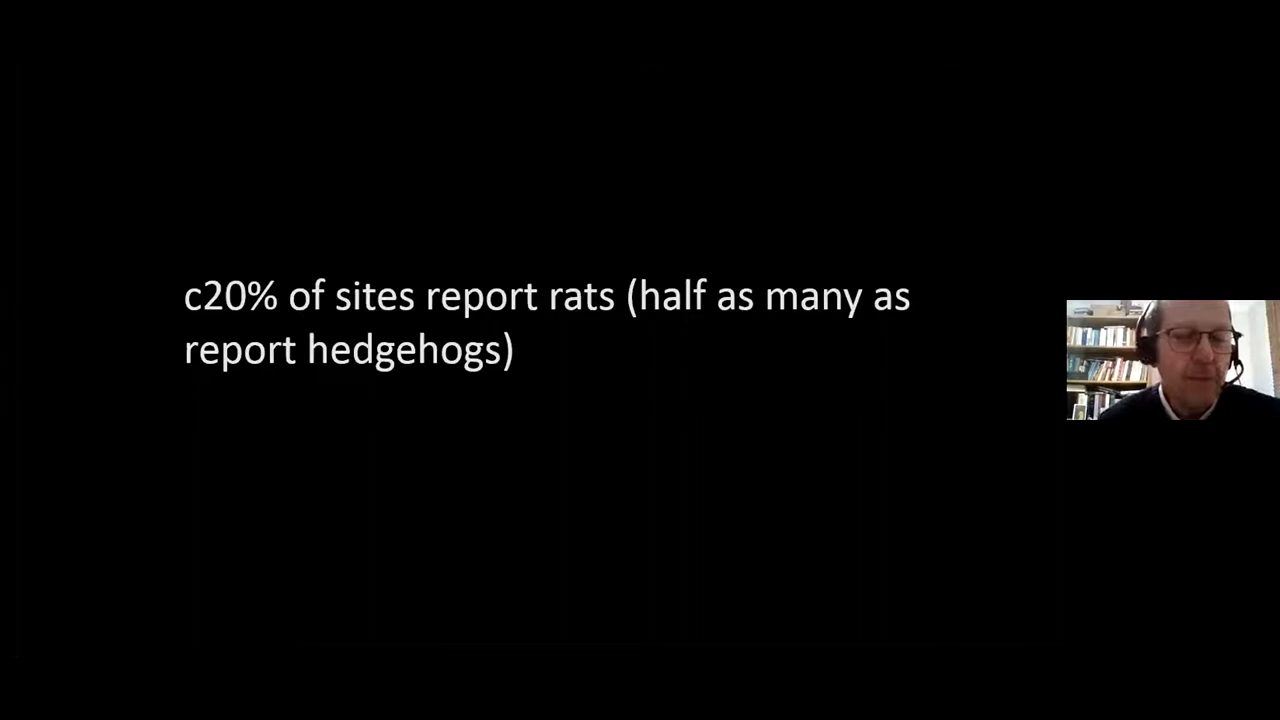 c20% of sites report rats (half as many as
report hedgehogs)